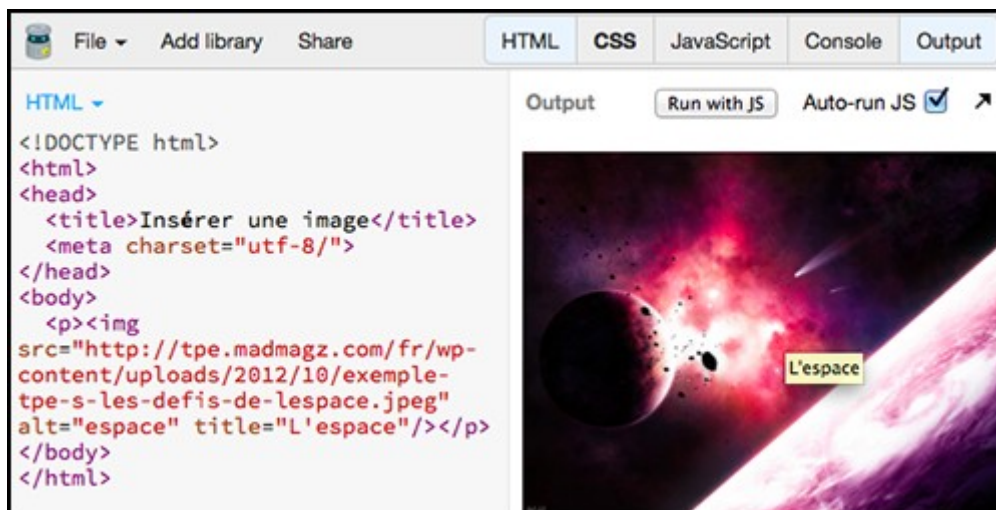 File Add library Share HTML CSS JavaScript Console Output
HTML
Output Run with JS Auto-run JS
<!DOCTYPE html>
<html>
<head>
<title>Insérer une image</title>
<meta charset="utf-8/">
</head>
<body>
<p><img
src="http://tpe.madmagz.com/fr/wp-
content/uploads/2012/10/exemple-
tpe-s-les-defis-de-lespace.jpeg"
alt="espace" title="L'espace"/></p>
</body>
</html>
L'espace